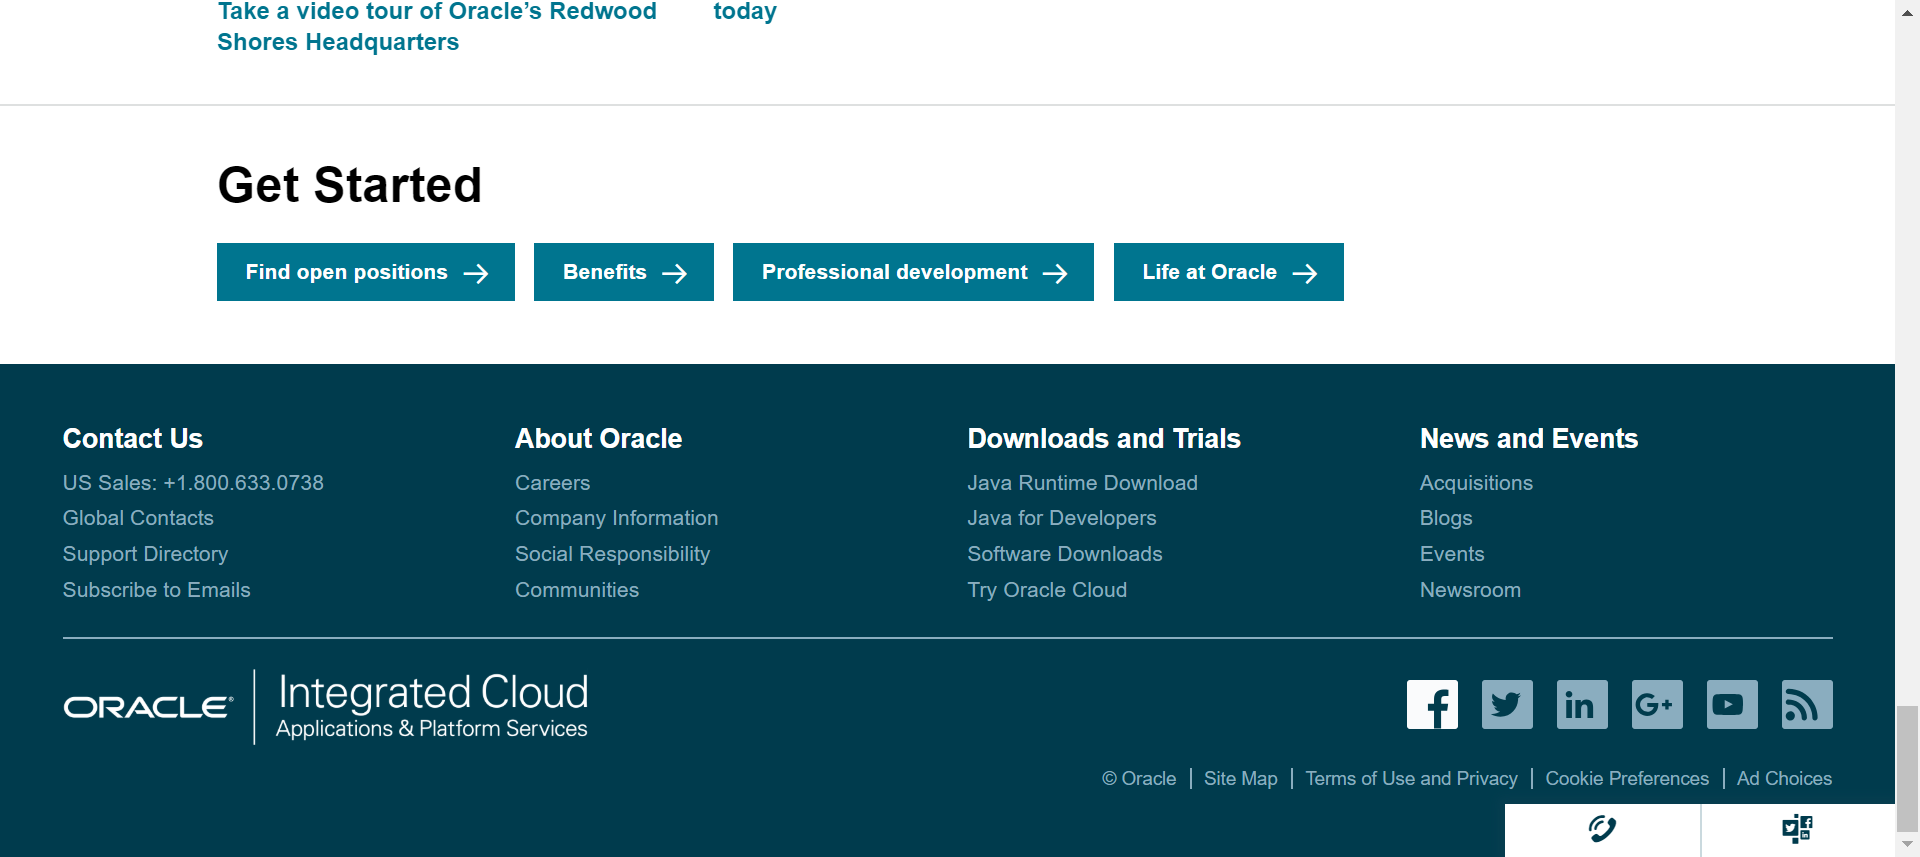 Take a video tour of Oracle’s Redwood
Shores Headquarters
today
Get Started
Find open positions
Benefits
Professional development
Life at Oracle
Contact Us
US Sales: +1.800.633.0738
Global Contacts
Support Directory
Subscribe to Emails
About Oracle
Careers
Company Information
Social Responsibility
Communities
Downloads and Trials
Java Runtime Download
Java for Developers
Software Downloads
Try Oracle Cloud
News and Events
Acquisitions
Blogs
Events
Newsroom
ORACLE®
Integrated Cloud
Applications & Platform Services
© Oracle | Site Map | Terms of Use and Privacy | Cookie Preferences | Ad Choices